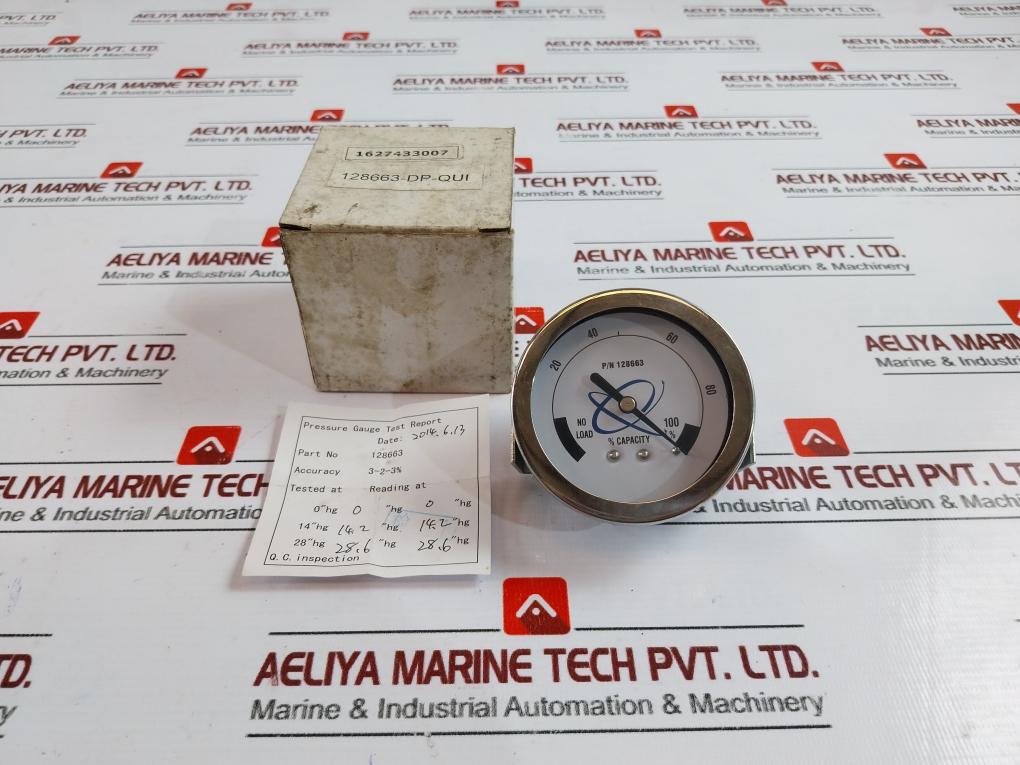 AELIYA MARINE TECH PVT. LTD.
Marine & Industrial Automation & Machinery
1627433007
128663-DP-QUI
20
40
60
80
P/N 128663
NO
LOAD
100
%
% CAPACITY
Pressure Gauge Test Report
Date: 2014.6.13
Part No 128663
Accuracy 3-2-3%
Tested at Reading at
0"hg 0 "hg 0 "hg
14"hg 14.2 "hg 14.2 "hg
28"hg 28.6 "hg 28.6 "hg
Q.C. inspection
AELIYA MARINE TECH PVT. LTD.
Marine & Industrial Automation & Machinery